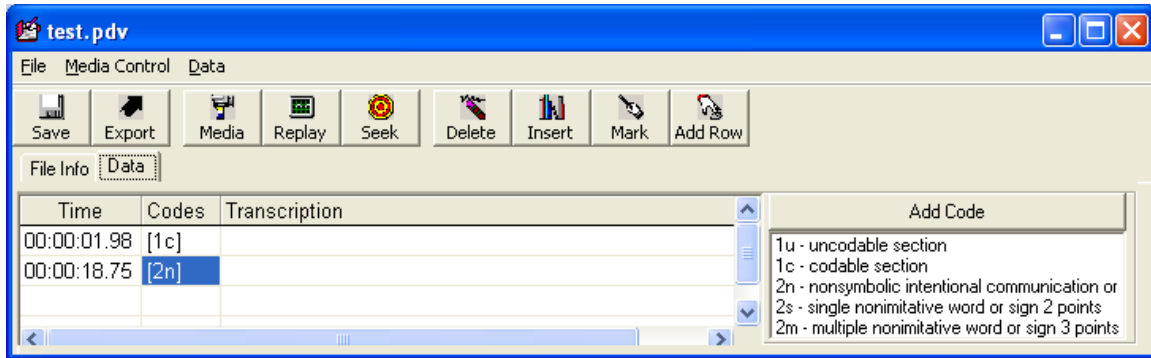 test.pdv
File Media Control Data
Save Export Media Replay Seek Delete Insert Mark Add Row
File Info Data
Time Codes Transcription
00:00:01.98 [1c]
00:00:18.75 [2n]
Add Code
1u - uncodable section
1c - codable section
2n - nonsymbolic intentional communication or
2s - single nonimitative word or sign 2 points
2m - multiple nonimitative word or sign 3 points